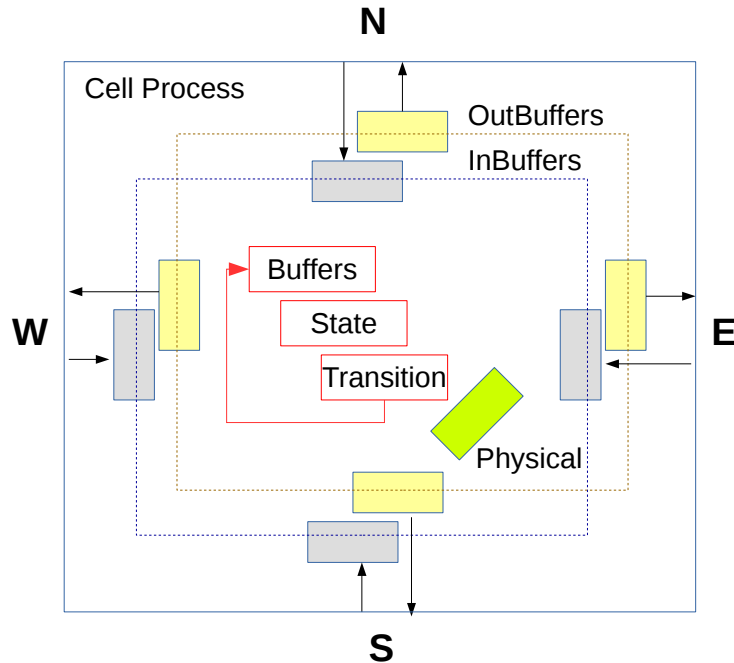 N
Cell Process
OutBuffers
InBuffers
Buffers
State
W
E
Transition
Physical
S